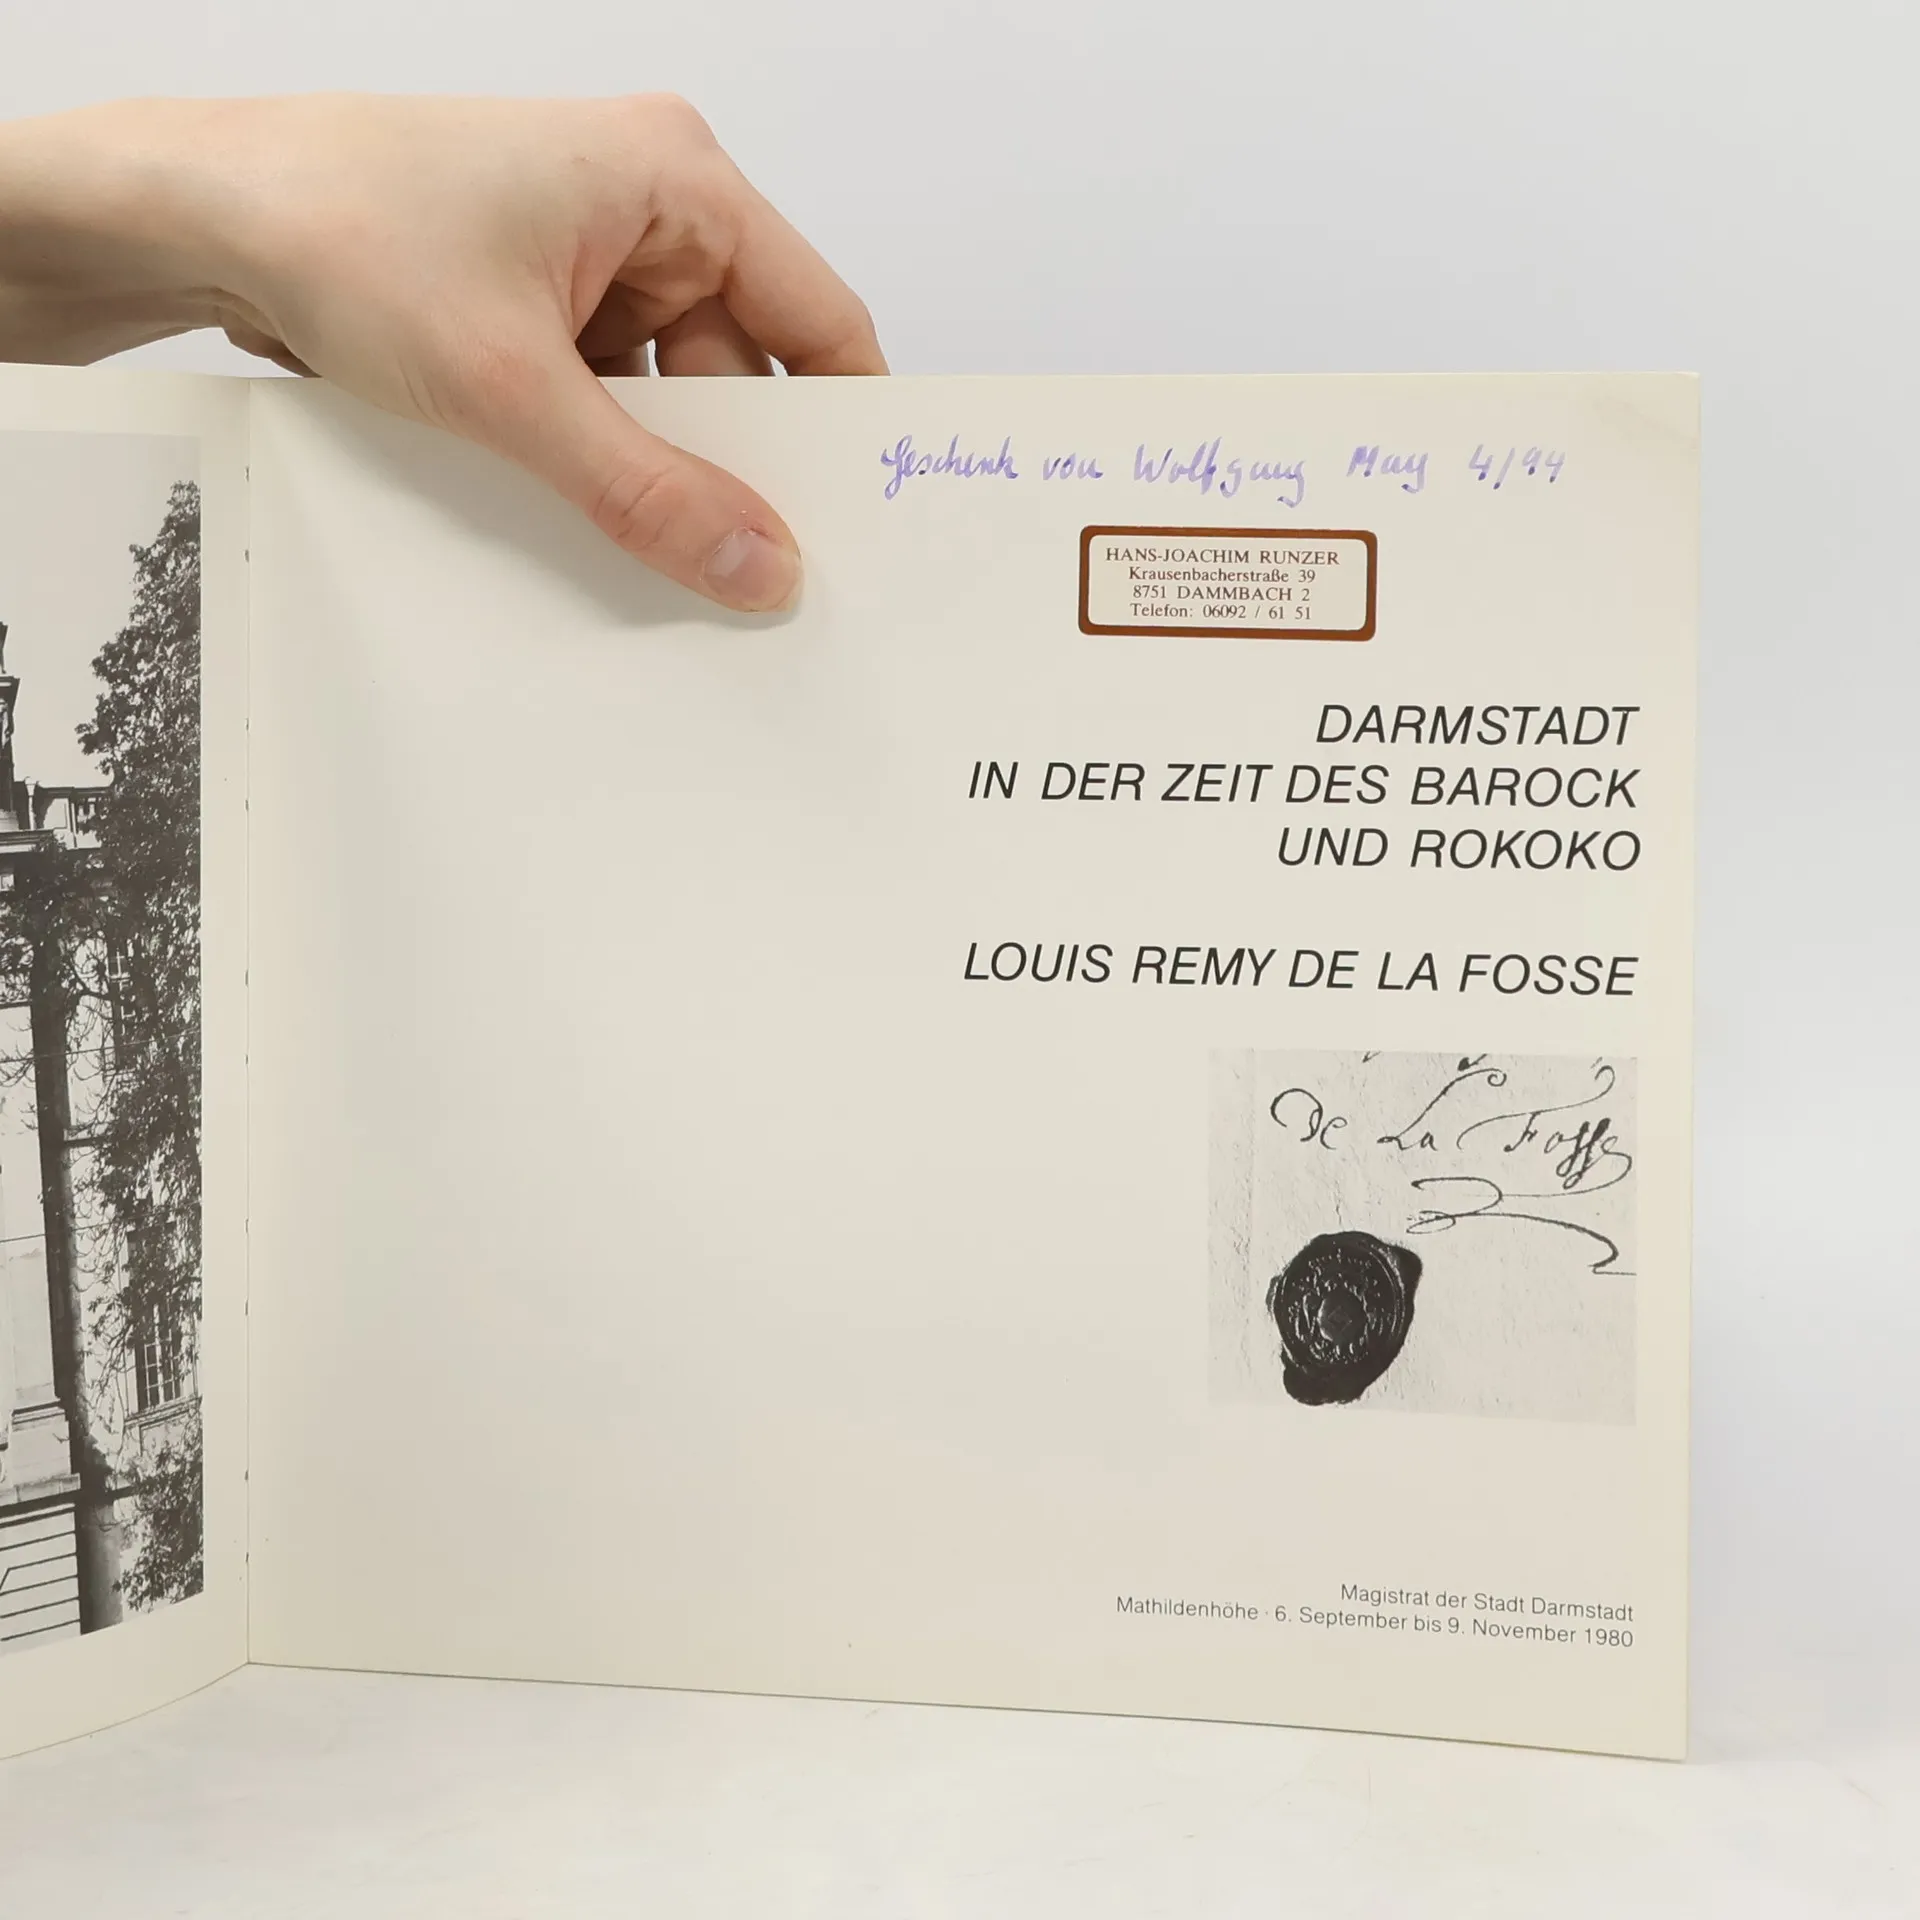 Geschenk von Wolfgang May 4/94
HANS-JOACHIM RUNZER
Krausenbacherstraße 39
8751 DAMMBACH 2
Telefon: 06092 / 61 51
DARMSTADT
IN DER ZEIT DES BAROCK
UND ROKOKO
LOUIS REMY DE LA FOSSE
De La Fosse
Magistrat der Stadt Darmstadt
Mathildenhöhe · 6. September bis 9. November 1980